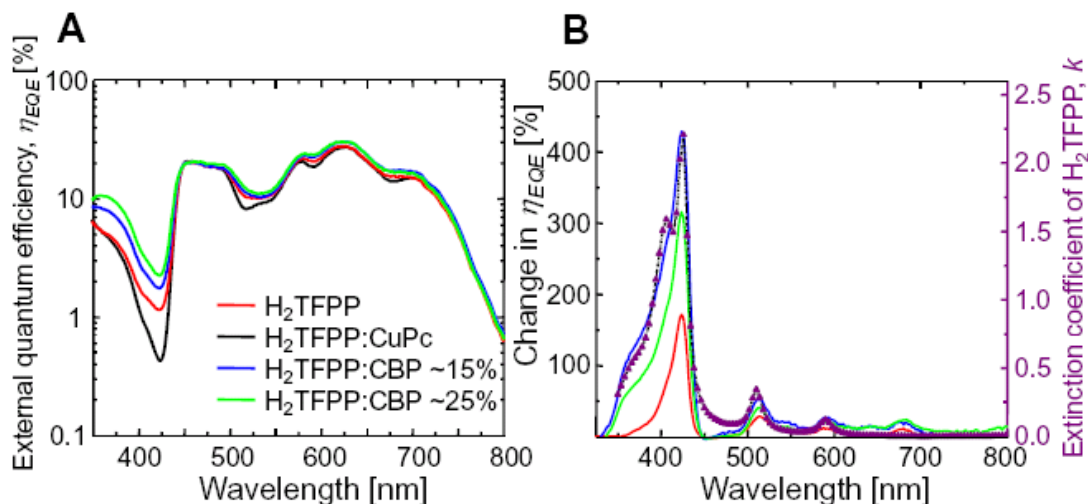 A
External quantum efficiency, ηEQE [%]
100
10
1
0.1
H2TFPP
H2TFPP:CuPc
H2TFPP:CBP ~15%
H2TFPP:CBP ~25%
400 500 600 700 800
Wavelength [nm]
B
Change in ηEQE [%]
500
400
300
200
100
400 500 600 700 800
Wavelength [nm]
2.5
2.0
1.5
1.0
0.5
0.0
Extinction coefficient of H2TFPP, k